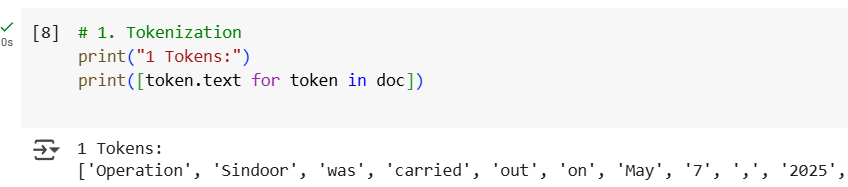 [8] # 1. Tokenization
0s print("1 Tokens:")
print([token.text for token in doc])
1 Tokens:
['Operation', 'Sindoor', 'was', 'carried', 'out', 'on', 'May', '7', ',', '2025',